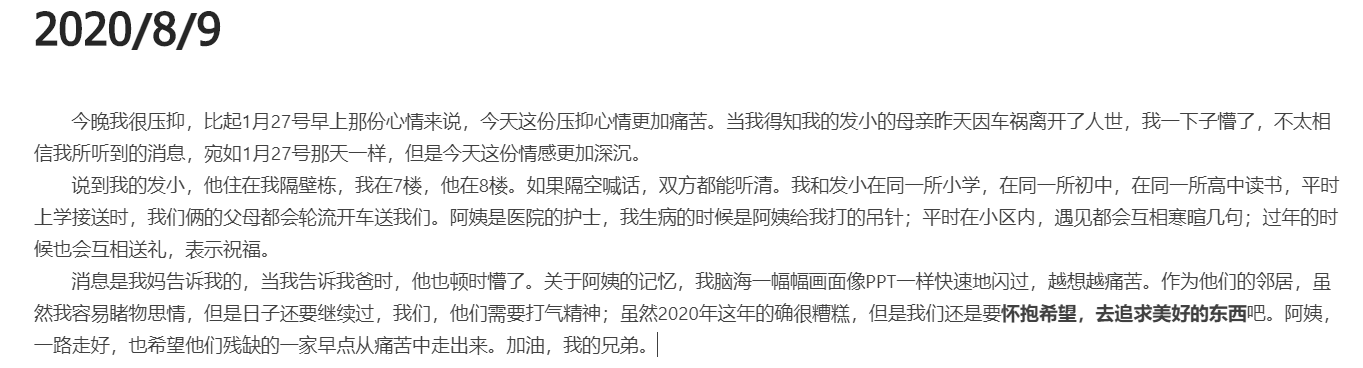 2020/8/9
今晚我很压抑，比起1月27号早上那份心情来说，今天这份压抑心情更加痛苦。当我得知我的发小的母亲昨天因车祸离开了人世，我一下子懵了，不太相
信我所听到的消息，宛如1月27号那天一样，但是今天这份情感更加深沉。
说到我的发小，他住在我隔壁栋，我在7楼，他在8楼。如果隔空喊话，双方都能听清。我和发小在同一所小学，在同一所初中，在同一所高中读书，平时
上学接送时，我们俩的父母都会轮流开车送我们。阿姨是医院的护士，我生病的时候是阿姨给我打的吊针；平时在小区内，遇见都会互相寒暄几句；过年的时
候也会互相送礼，表示祝福。
消息是我妈告诉我的，当我告诉我爸时，他也顿时懵了。关于阿姨的记忆，我脑海一幅幅画面像PPT一样快速地闪过，越想越痛苦。作为他们的邻居，虽
然我容易睹物思情，但是日子还要继续过，我们，他们需要打气精神；虽然2020年这年的确很糟糕，但是我们还是要怀抱希望，去追求美好的东西吧。阿姨，
一路走好，也希望他们残缺的一家早点从痛苦中走出来。加油，我的兄弟。